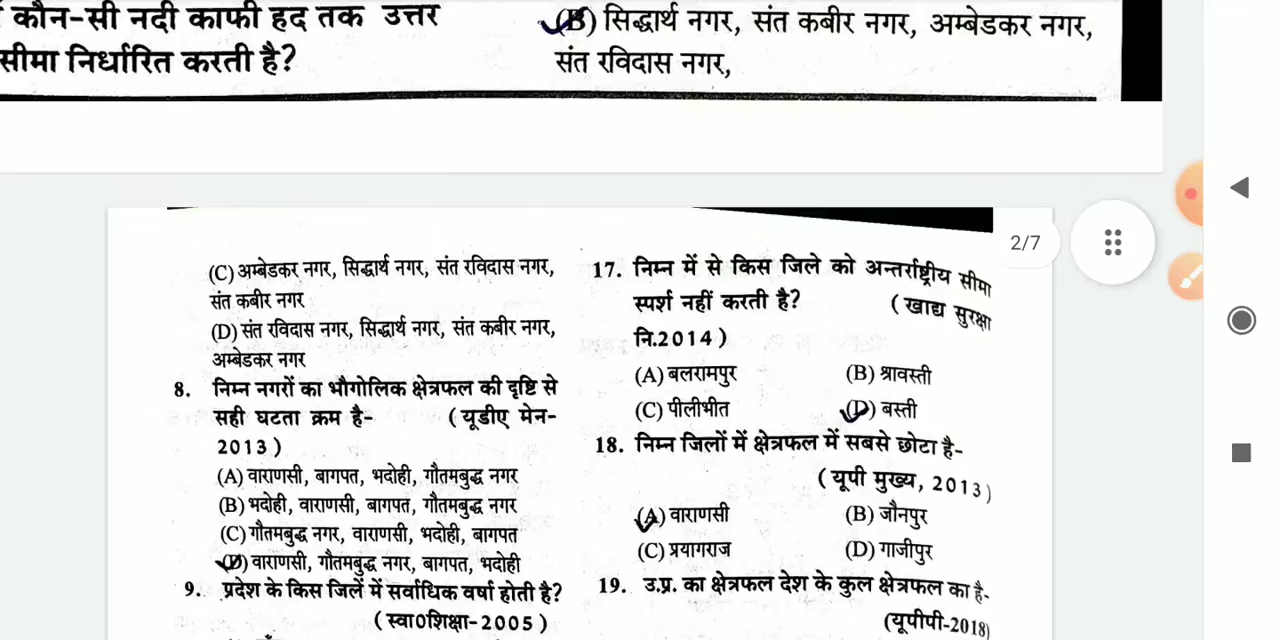 कौन-सी नदी काफी हद तक उत्तर
सीमा निर्धारित करती है?
(B) सिद्धार्थ नगर, संत कबीर नगर, अम्बेडकर नगर,
संत रविदास नगर,
2/7
(C) अम्बेडकर नगर, सिद्धार्थ नगर, संत रविदास नगर,
संत कबीर नगर
(D) संत रविदास नगर, सिद्धार्थ नगर, संत कबीर नगर,
अम्बेडकर नगर
8. निम्न नगरों का भौगोलिक क्षेत्रफल की दृष्टि से
सही घटता क्रम है- (यूडीए मेन-
2013)
(A) वाराणसी, बागपत, भदोही, गौतमबुद्ध नगर
(B) भदोही, वाराणसी, बागपत, गौतमबुद्ध नगर
(C) गौतमबुद्ध नगर, वाराणसी, भदोही, बागपत
(D) वाराणसी, गौतमबुद्ध नगर, बागपत, भदोही
9. प्रदेश के किस जिलें में सर्वाधिक वर्षा होती है?
(स्वा0शिक्षा-2005)
17. निम्न में से किस जिले को अन्तर्राष्ट्रीय सीमा
स्पर्श नहीं करती है? (खाद्य सुरक्षा
नि.2014)
(A) बलरामपुर (B) श्रावस्ती
(C) पीलीभीत (D) बस्ती
18. निम्न जिलों में क्षेत्रफल में सबसे छोटा है-
(यूपी मुख्य, 2013)
(A) वाराणसी (B) जौनपुर
(C) प्रयागराज (D) गाजीपुर
19. उ.प्र. का क्षेत्रफल देश के कुल क्षेत्रफल का है-
(यूपीपी-2018)